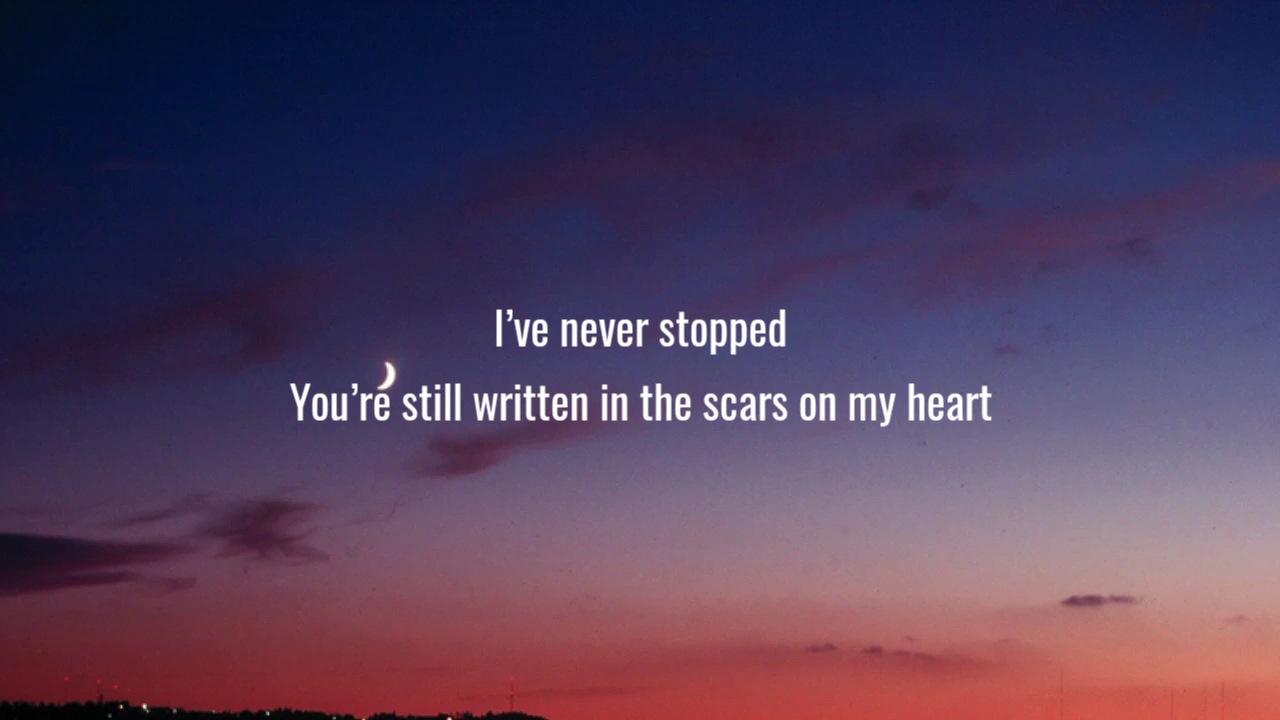 I’ve never stopped
You’re still written in the scars on my heart